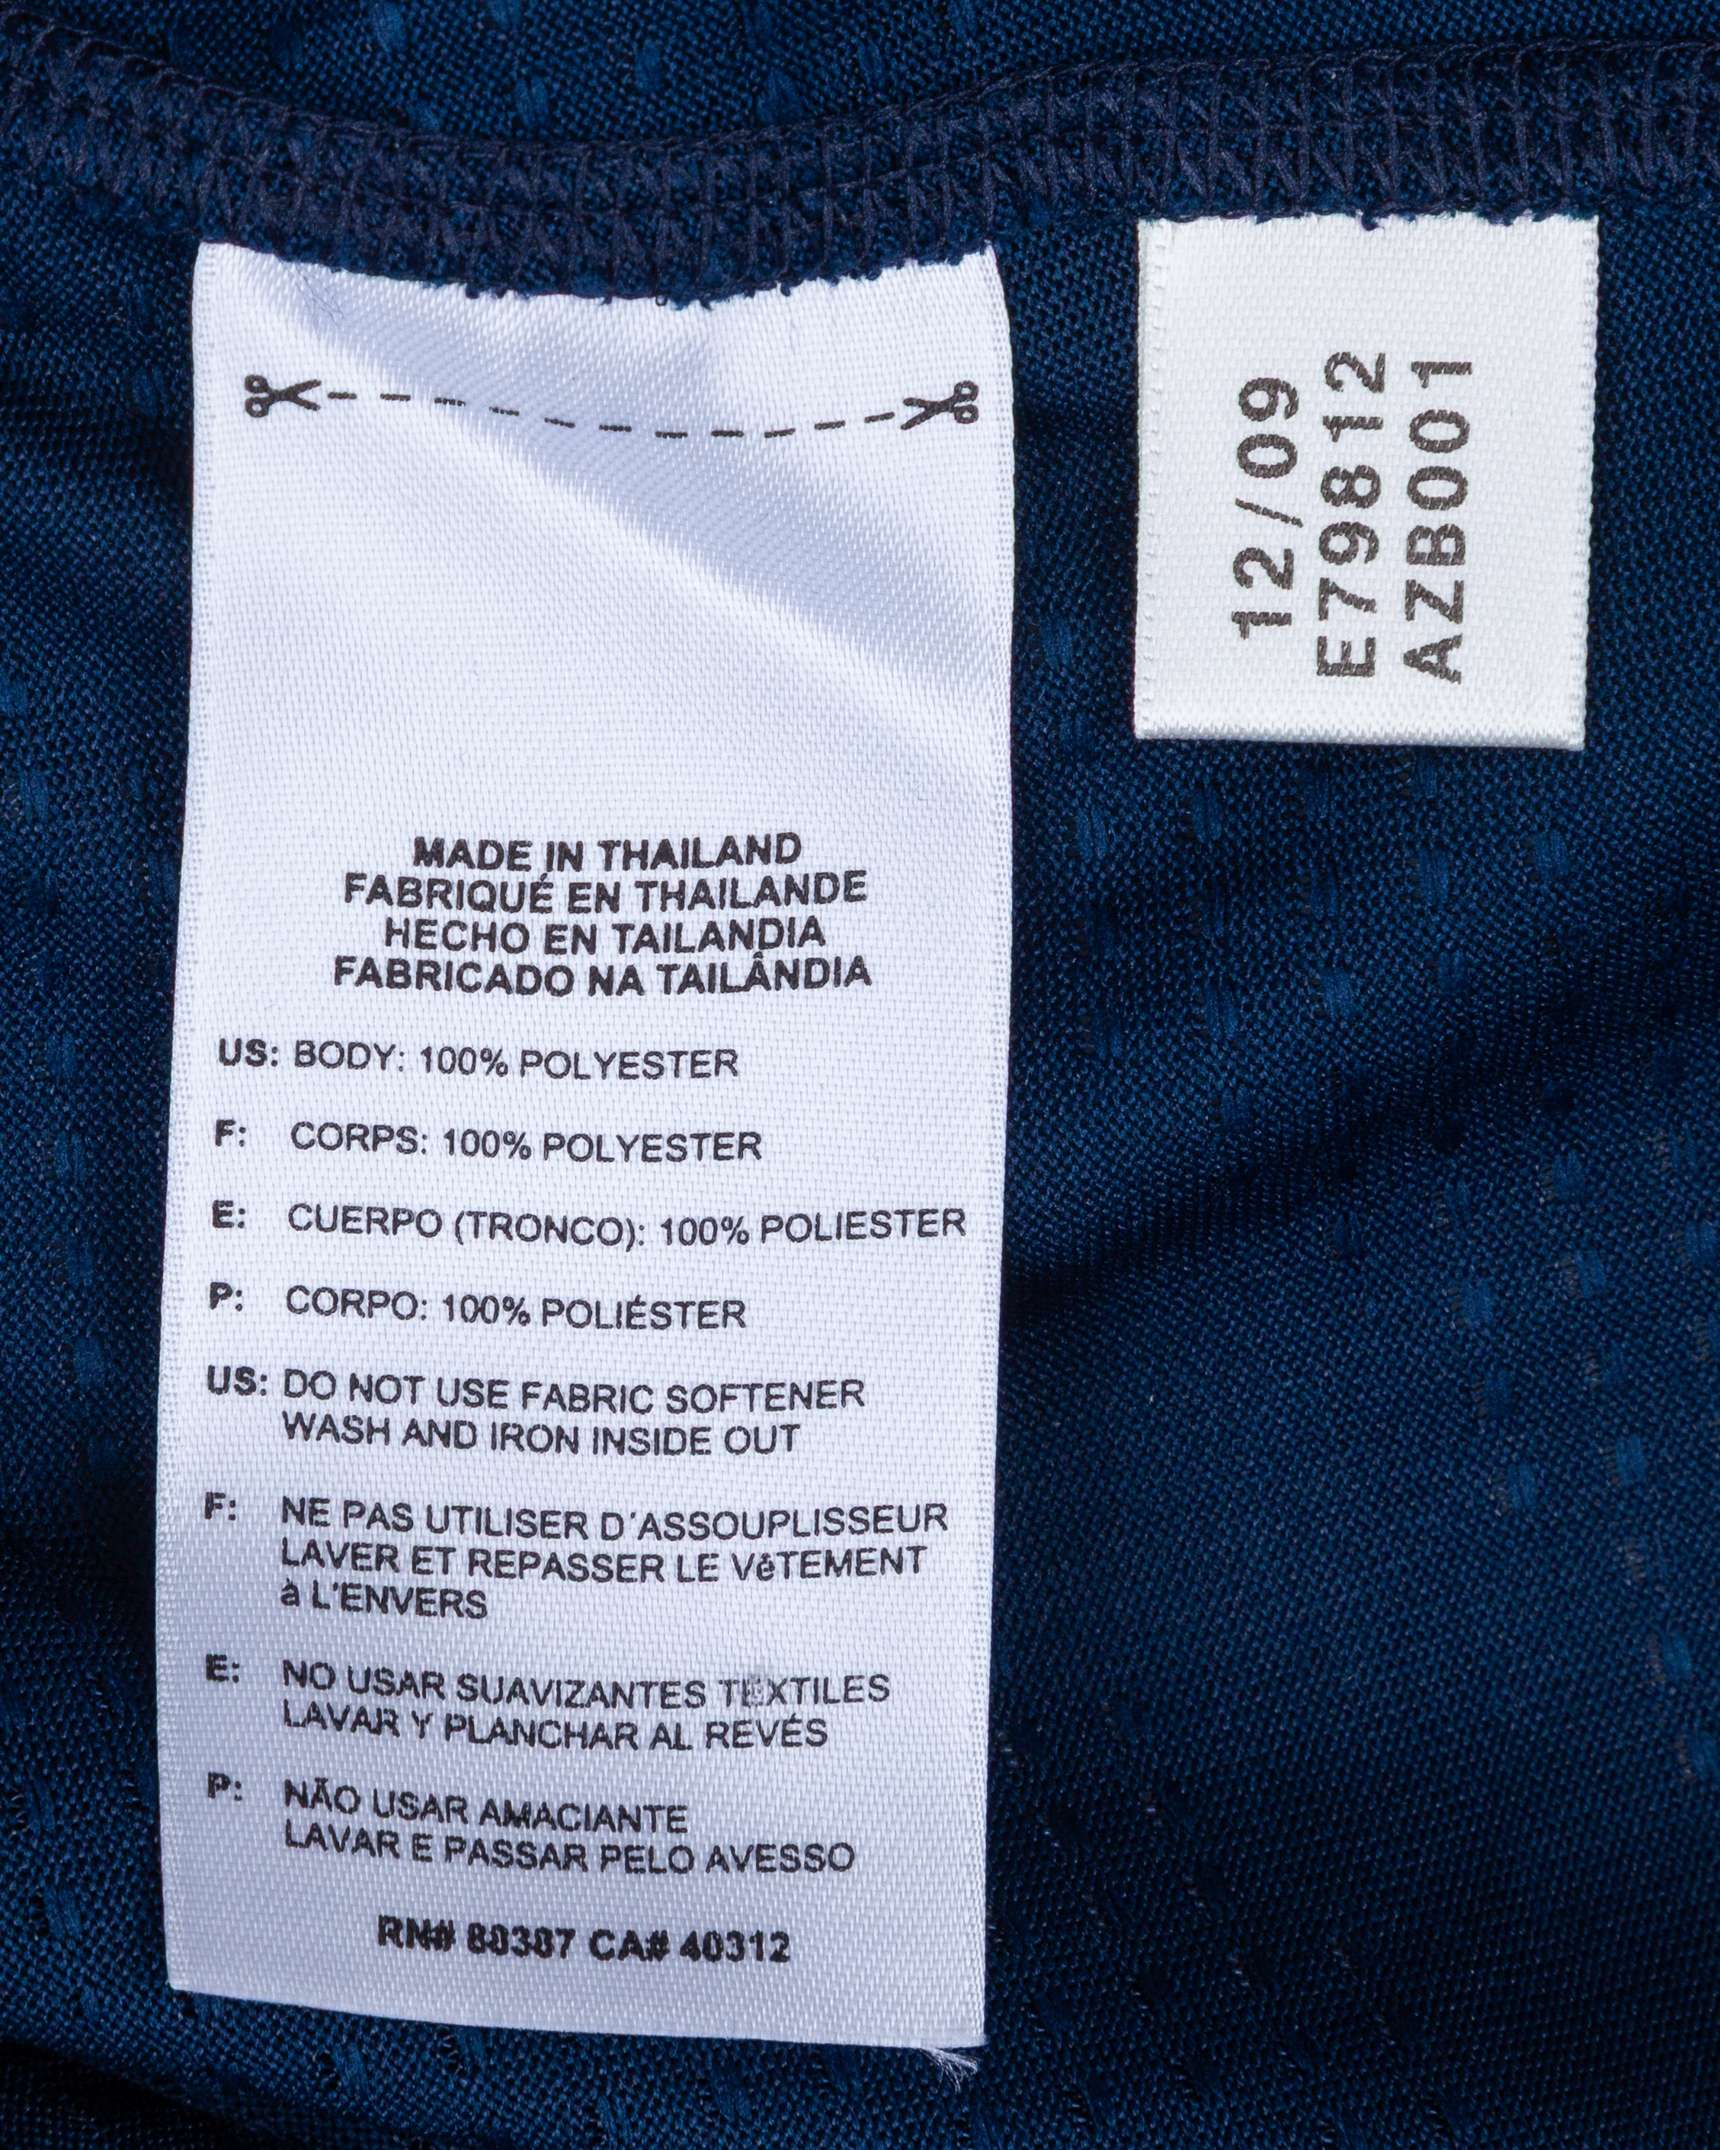 MADE IN THAILAND
FABRIQUÉ EN THAILANDE
HECHO EN TAILANDIA
FABRICADO NA TAILÂNDIA
US: BODY: 100% POLYESTER
F: CORPS: 100% POLYESTER
E: CUERPO (TRONCO): 100% POLIESTER
P: CORPO: 100% POLIÉSTER
US: DO NOT USE FABRIC SOFTENER
WASH AND IRON INSIDE OUT
F: NE PAS UTILISER D'ASSOUPLISSEUR
LAVER ET REPASSER LE VêTEMENT
à L'ENVERS
E: NO USAR SUAVIZANTES TEXTILES
LAVAR Y PLANCHAR AL REVÉS
P: NÃO USAR AMACIANTE
LAVAR E PASSAR PELO AVESSO
RN# 88387 CA# 40312
12/09
E79812
AZB001